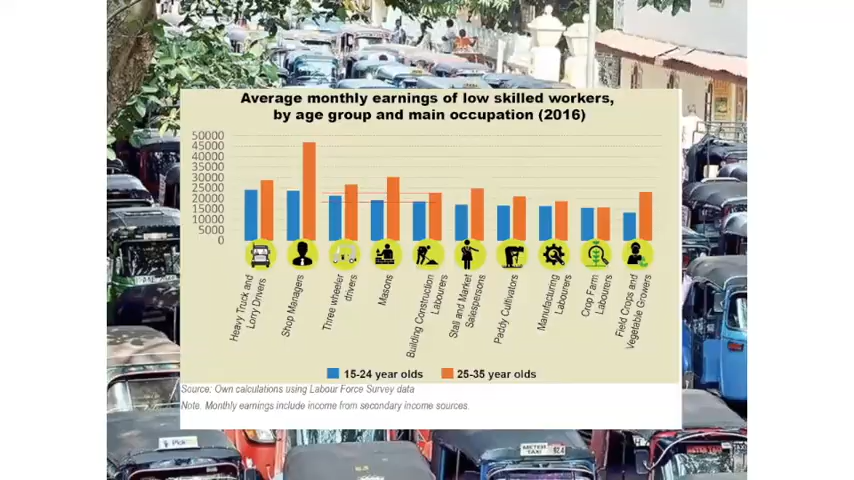 Average monthly earnings of low skilled workers,
by age group and main occupation (2016)
50000
45000
40000
35000
30000
25000
20000
15000
10000
5000
0
Heavy Truck and
Lorry Drivers
Shop Managers
Three wheeler
drivers
Masons
Building Construction
Labourers
Stall and Market
Salespersons
Paddy Cultivators
Manufacturing
Labourers
Crop Farm
Labourers
Field Crops and
Vegetable Growers
15-24 year olds
25-35 year olds
Source: Own calculations using Labour Force Survey data
Note. Monthly earnings include income from secondary income sources.
METER
TAXI